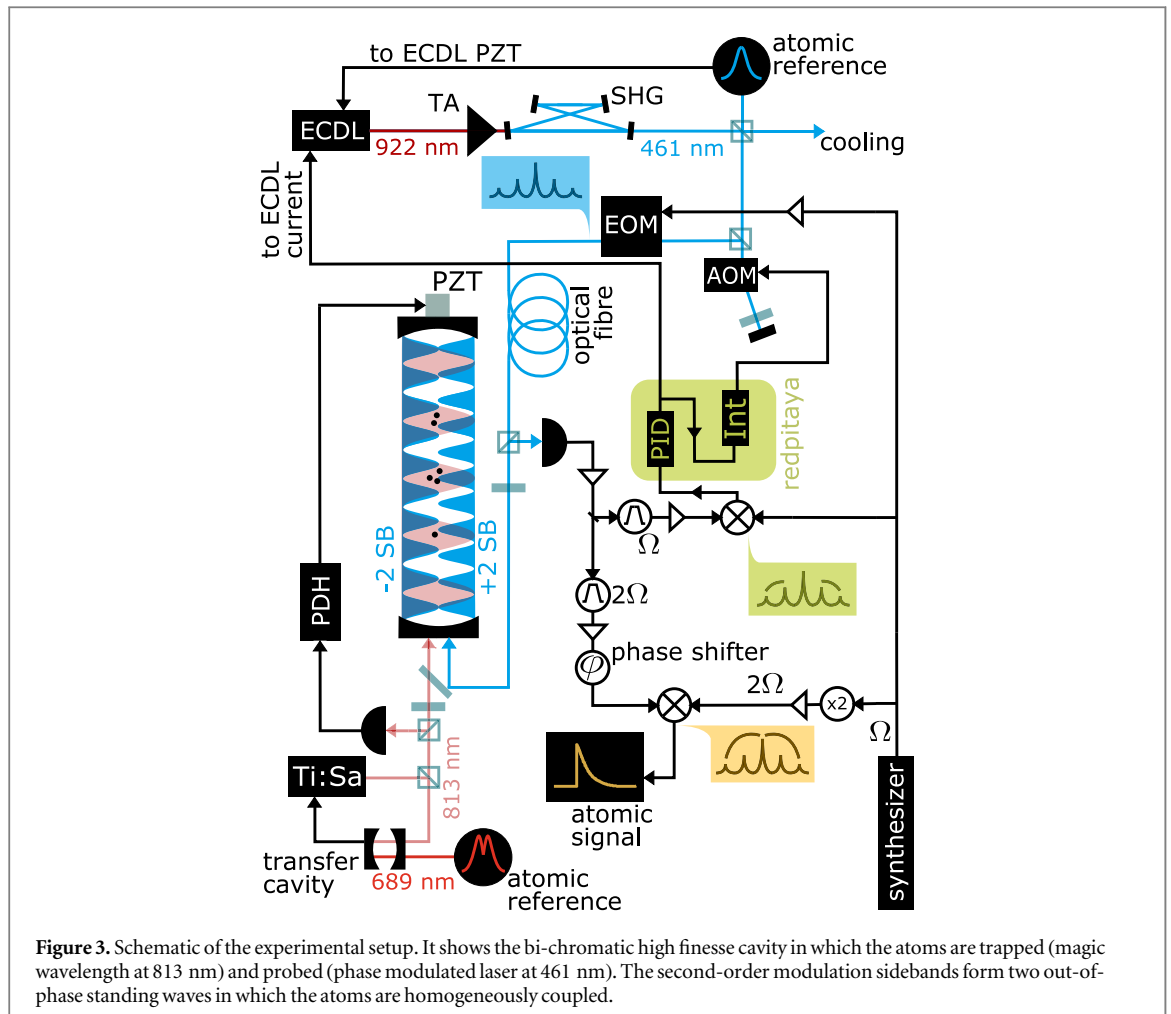 to ECDL PZT
atomic
reference
TA
SHG
ECDL
922 nm
461 nm
cooling
to ECDL
current
EOM
AOM
PZT
optical
fibre
redpitaya
PID
Int
-2 SB
+2 SB
Ω
2Ω
PDH
phase shifter
φ
2Ω
x2
Ω
Ti:Sa
813 nm
atomic
signal
synthesizer
transfer
cavity
689 nm
atomic
reference
Figure 3. Schematic of the experimental setup. It shows the bi-chromatic high finesse cavity in which the atoms are trapped (magic
wavelength at 813 nm) and probed (phase modulated laser at 461 nm). The second-order modulation sidebands form two out-of-
phase standing waves in which the atoms are homogeneously coupled.